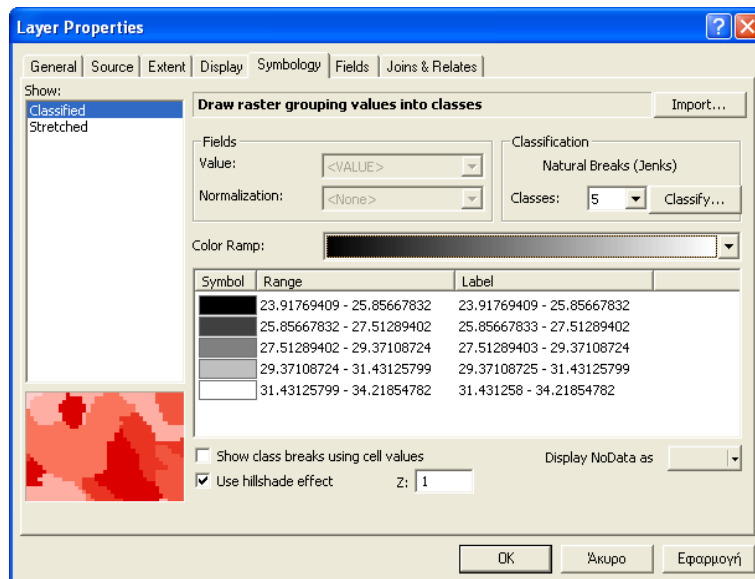 Layer Properties
General Source Extent Display Symbology Fields Joins & Relates
Show:
Classified
Stretched
Draw raster grouping values into classes
Import...
Fields
Value: <VALUE>
Normalization: <None>
Classification
Natural Breaks (Jenks)
Classes: 5 Classify...
Color Ramp:
Symbol Range Label
23.91769409 - 25.85667832 23.91769409 - 25.85667832
25.85667832 - 27.51289402 25.85667833 - 27.51289402
27.51289402 - 29.37108724 27.51289403 - 29.37108724
29.37108724 - 31.43125799 29.37108725 - 31.43125799
31.43125799 - 34.21854782 31.431258 - 34.21854782
Show class breaks using cell values
Display NoData as
Use hillshade effect Z: 1
OK Άκυρο Εφαρμογή